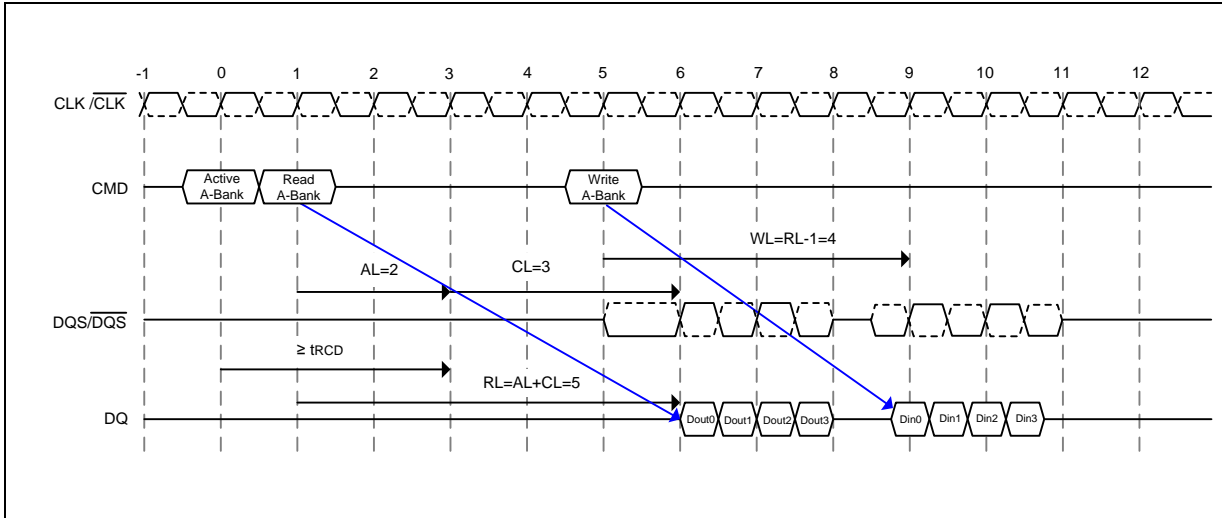 -1 0 1 2 3 4 5 6 7 8 9 10 11 12
CLK /CLK
CMD
Active
A-Bank
Read
A-Bank
Write
A-Bank
WL=RL-1=4
AL=2
CL=3
DQS/DQS
≥ tRCD
RL=AL+CL=5
DQ
Dout0 Dout1 Dout2 Dout3
Din0 Din1 Din2 Din3